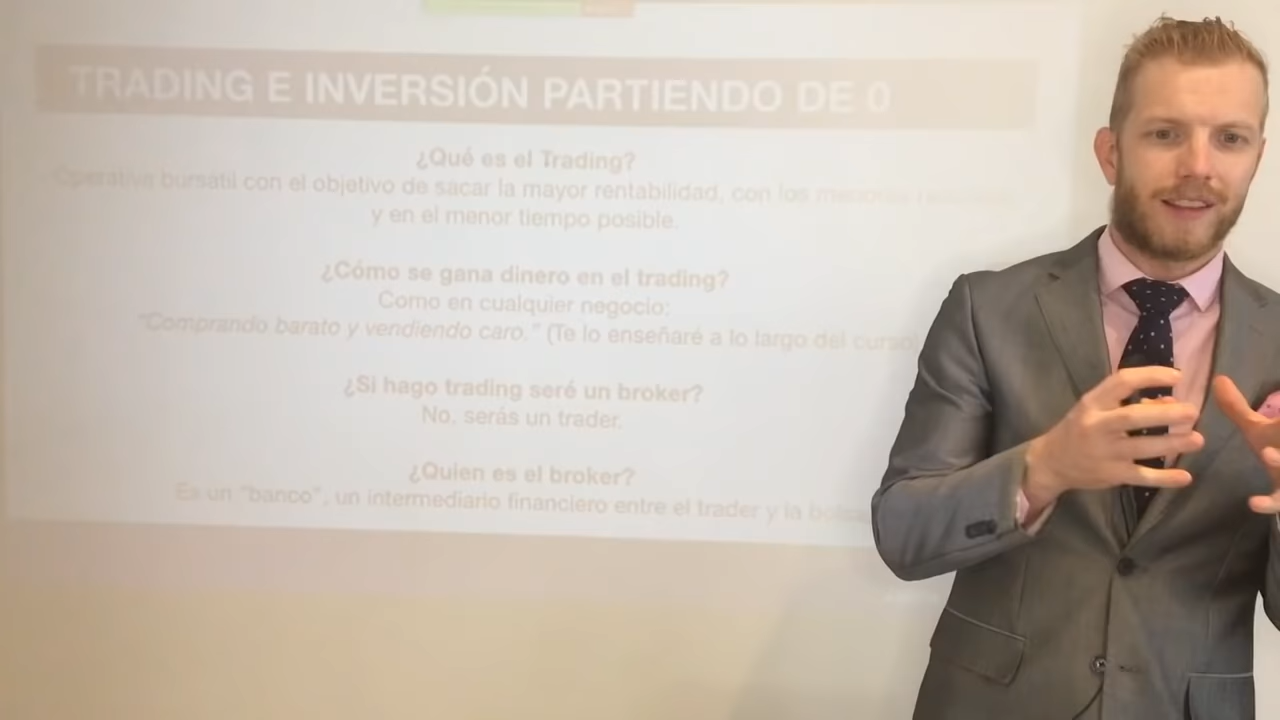 TRADING E INVERSIÓN PARTIENDO DE 0
¿Qué es el Trading?
Operativa bursátil con el objetivo de sacar la mayor rentabilidad, con los menores
y en el menor tiempo posible.
¿Cómo se gana dinero en el trading?
Como en cualquier negocio:
"Comprando barato y vendiendo caro." (Te lo enseñaré a lo largo del curso)
¿Si hago trading seré un broker?
No, serás un trader.
¿Quien es el broker?
Es un "banco", un intermediario financiero entre el trader y la bolsa